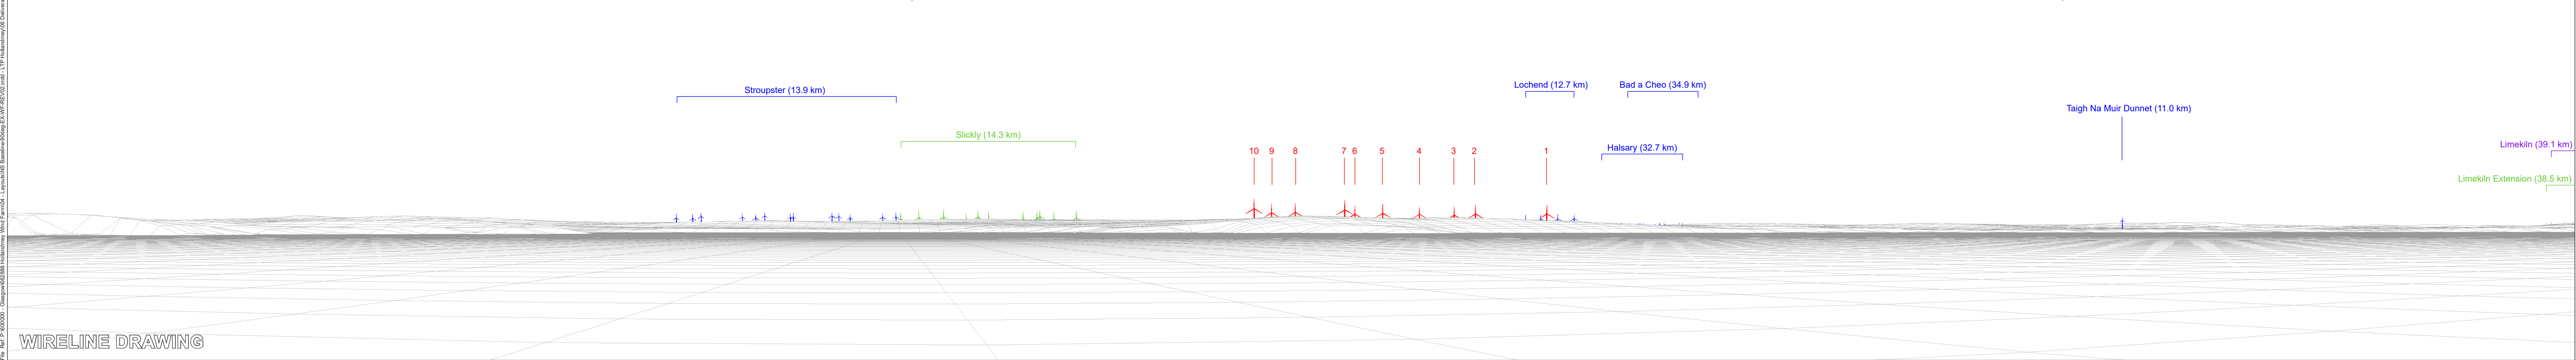 Lochend (12.7 km)
Bad a Cheo (34.9 km)
Stroupster (13.9 km)
Taigh Na Muir Dunnet (11.0 km)
Slickly (14.3 km)
10 9 8 7 6 5 4 3 2 1
Halsary (32.7 km)
Limekiln (39.1 km)
Limekiln Extension (38.5 km)
WIRELINE DRAWING